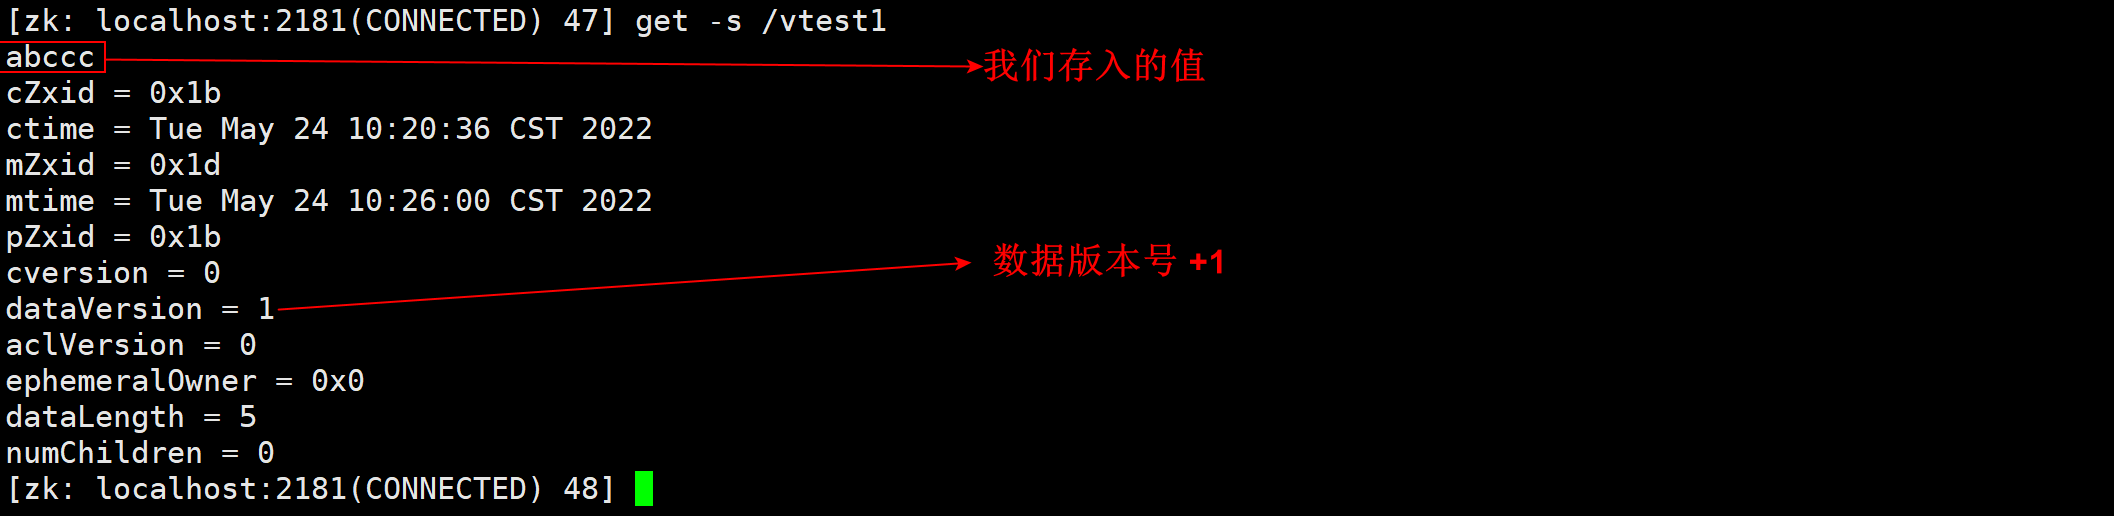 [zk: localhost:2181(CONNECTED) 47] get -s /vtest1
abccc
我们存入的值
cZxid = 0x1b
ctime = Tue May 24 10:20:36 CST 2022
mZxid = 0x1d
mtime = Tue May 24 10:26:00 CST 2022
pZxid = 0x1b
数据版本号 +1
cversion = 0
dataVersion = 1
aclVersion = 0
ephemeralOwner = 0x0
dataLength = 5
numChildren = 0
[zk: localhost:2181(CONNECTED) 48]